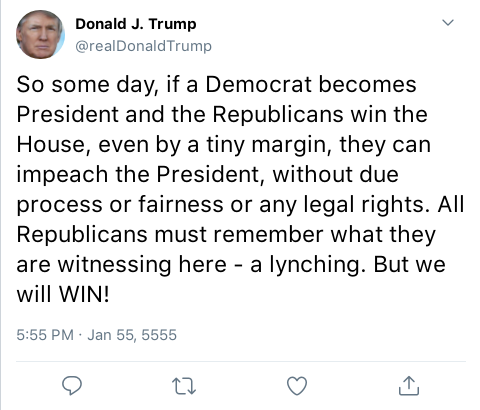 Donald J. Trump
@realDonaldTrump
So some day, if a Democrat becomes
President and the Republicans win the
House, even by a tiny margin, they can
impeach the President, without due
process or fairness or any legal rights. All
Republicans must remember what they
are witnessing here - a lynching. But we
will WIN!
5:55 PM · Jan 55, 5555